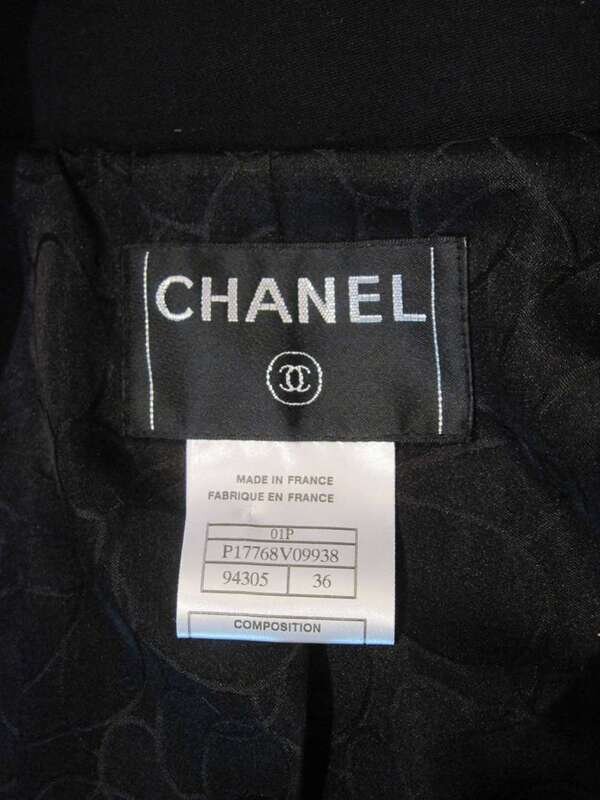 CHANEL
MADE IN FRANCE
FABRIQUE EN FRANCE
01P
P17768V09938
94305 36
COMPOSITION